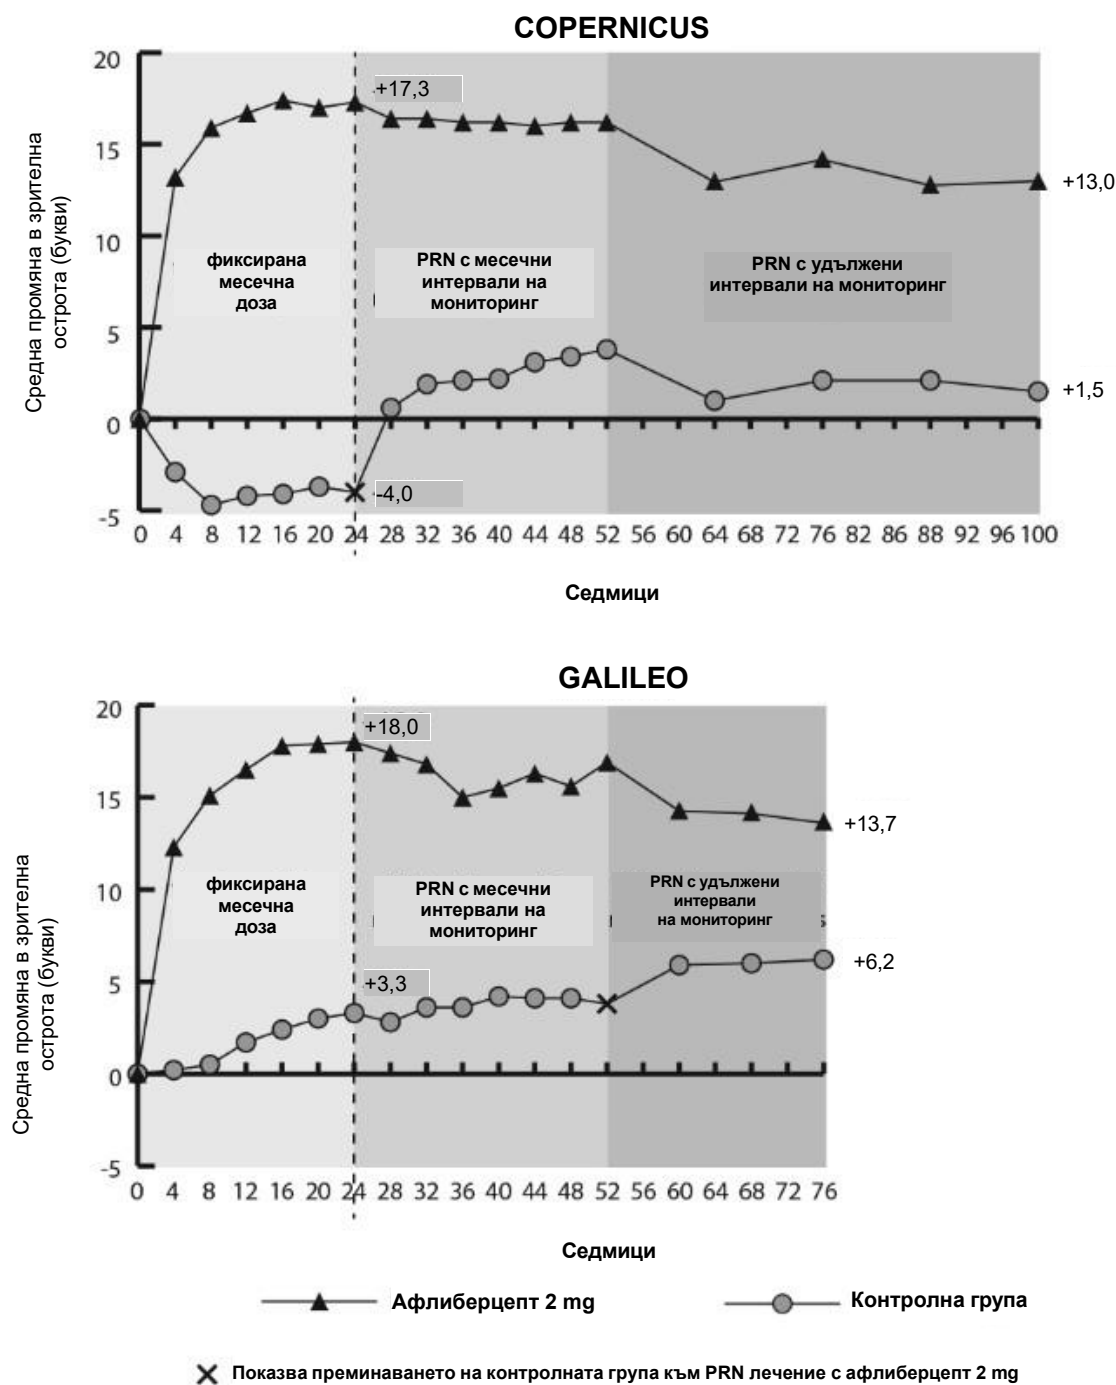 COPERNICUS
Средна промяна в зрителна
острота (букви)
20
15
10
5
0
-5
+17,3
+13,0
фиксирана
месечна
доза
PRN с месечни
интервали на
мониторинг
PRN с удължени
интервали на мониторинг
+1,5
-4,0
0 4 8 12 16 20 24 28 32 36 40 44 48 52 56 60 64 68 72 76 82 86 88 92 96 100
Седмици
GALILEO
Средна промяна в зрителна
острота (букви)
20
15
10
5
0
-5
+18,0
+13,7
фиксирана
месечна
доза
PRN с месечни
интервали на
мониторинг
PRN с удължени
интервали
на мониторинг
+3,3
+6,2
0 4 8 12 16 20 24 28 32 36 40 44 48 52 56 60 64 68 72 76
Седмици
Афлиберцепт 2 mg
Контролна група
Показва преминаването на контролната група към PRN лечение с афлиберцепт 2 mg